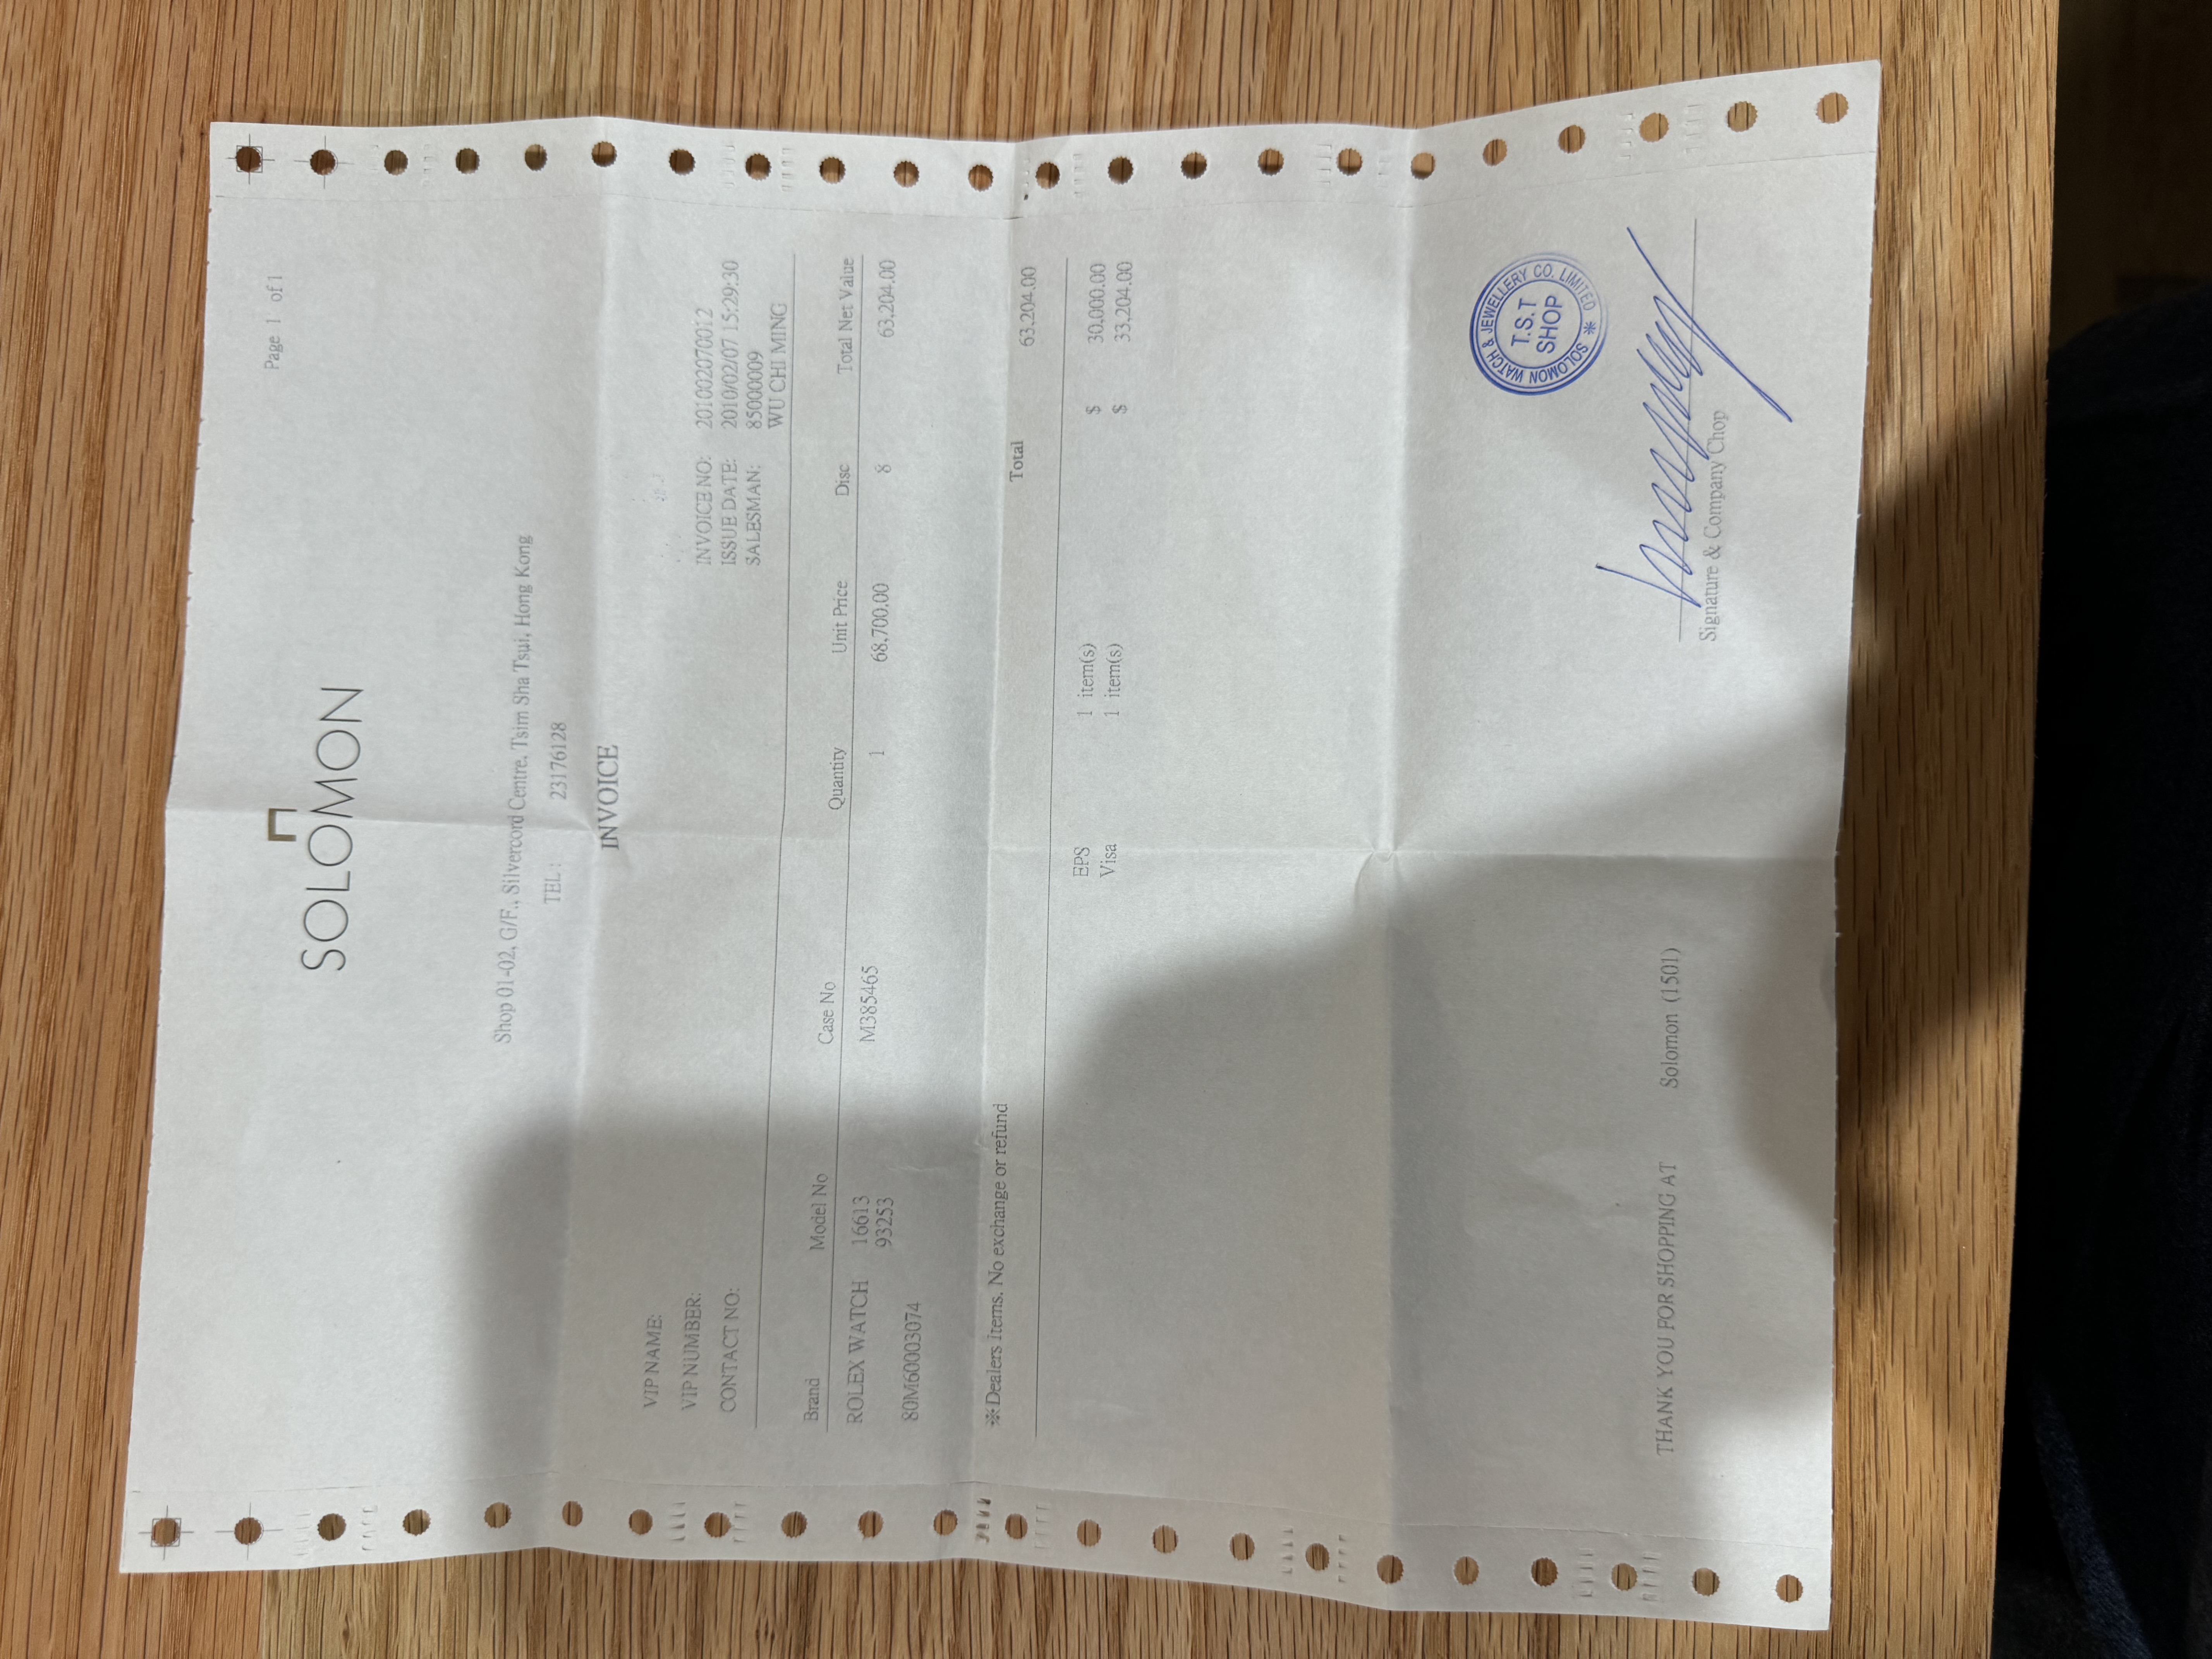 Page 1 of 1
SOLOMON
Shop 01-02, G/F., Silvercord Centre, Tsim Sha Tsui, Hong Kong
TEL : 23176128
INVOICE
VIP NAME:
VIP NUMBER:
CONTACT NO:
INVOICE NO: 201002070012
ISSUE DATE: 2010/02/07 15:29:30
SALESMAN: 85000009
WU CHI MING
Brand Model No Case No Quantity Unit Price Disc Total Net Value
ROLEX WATCH 16613 M385465 1 68,700.00 8 63,204.00
93253
80M60003074
※Dealers items. No exchange or refund Total 63,204.00
EPS 1 item(s) $ 30,000.00
Visa 1 item(s) $ 33,204.00
SOLOMON WATCH & JEWELLERY CO. LIMITED
T.S.T
SHOP
Signature & Company Chop
THANK YOU FOR SHOPPING AT Solomon (1501)